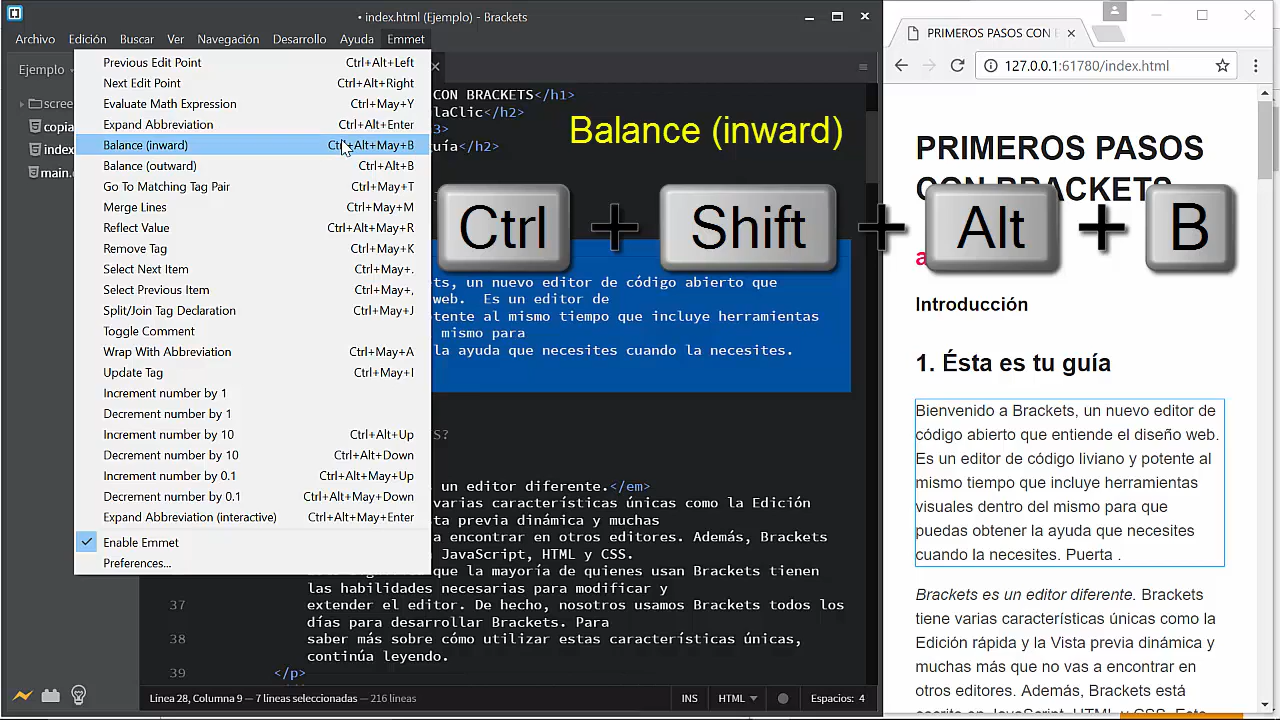 • index.html (Ejemplo) - Brackets
Archivo Edición Buscar Ver Navegación Desarrollo Ayuda Emmet
Ejemplo
scree
copia
index
main.c
Previous Edit Point Ctrl+Alt+Left
Next Edit Point Ctrl+Alt+Right
Evaluate Math Expression Ctrl+May+Y
Expand Abbreviation Ctrl+Alt+Enter
Balance (inward) Ctrl+Alt+May+B
Balance (outward) Ctrl+Alt+B
Go To Matching Tag Pair Ctrl+May+T
Merge Lines Ctrl+May+M
Reflect Value Ctrl+Alt+May+R
Remove Tag Ctrl+May+K
Select Next Item Ctrl+May+.
Select Previous Item Ctrl+May+,
Split/Join Tag Declaration Ctrl+May+J
Toggle Comment
Wrap With Abbreviation Ctrl+May+A
Update Tag Ctrl+May+I
Increment number by 1
Decrement number by 1
Increment number by 10 Ctrl+Alt+Up
Decrement number by 10 Ctrl+Alt+Down
Increment number by 0.1 Ctrl+Alt+May+Up
Decrement number by 0.1 Ctrl+Alt+May+Down
Expand Abbreviation (interactive) Ctrl+Alt+May+Enter
Enable Emmet
Preferences...
CON BRACKETS</h1>
laClic</h2>
3>
uía</h2>
Balance (inward)
Ctrl + Shift + Alt + B
ts, un nuevo editor de código abierto que
web. Es un editor de
tente al mismo tiempo que incluye herramientas
mismo para
la ayuda que necesites cuando la necesites.
S?
un editor diferente.</em>
varias características únicas como la Edición
ta previa dinámica y muchas
a encontrar en otros editores. Además, Brackets
JavaScript, HTML y CSS.
que la mayoría de quienes usan Brackets tienen
las habilidades necesarias para modificar y
37 extender el editor. De hecho, nosotros usamos Brackets todos los
días para desarrollar Brackets. Para
38 saber más sobre cómo utilizar estas características únicas,
continúa leyendo.
39 </p>
Línea 28, Columna 9 — 7 líneas seleccionadas — 216 líneas
INS HTML Espacios: 4
PRIMEROS PASOS CON
127.0.0.1:61780/index.html
PRIMEROS PASOS
CON BRACKETS
Introducción
1. Ésta es tu guía
Bienvenido a Brackets, un nuevo editor de
código abierto que entiende el diseño web.
Es un editor de código liviano y potente al
mismo tiempo que incluye herramientas
visuales dentro del mismo para que
puedas obtener la ayuda que necesites
cuando la necesites. Puerta .
Brackets es un editor diferente. Brackets
tiene varias características únicas como la
Edición rápida y la Vista previa dinámica y
muchas más que no vas a encontrar en
otros editores. Además, Brackets está
escrito en JavaScript, HTML y CSS. Esto